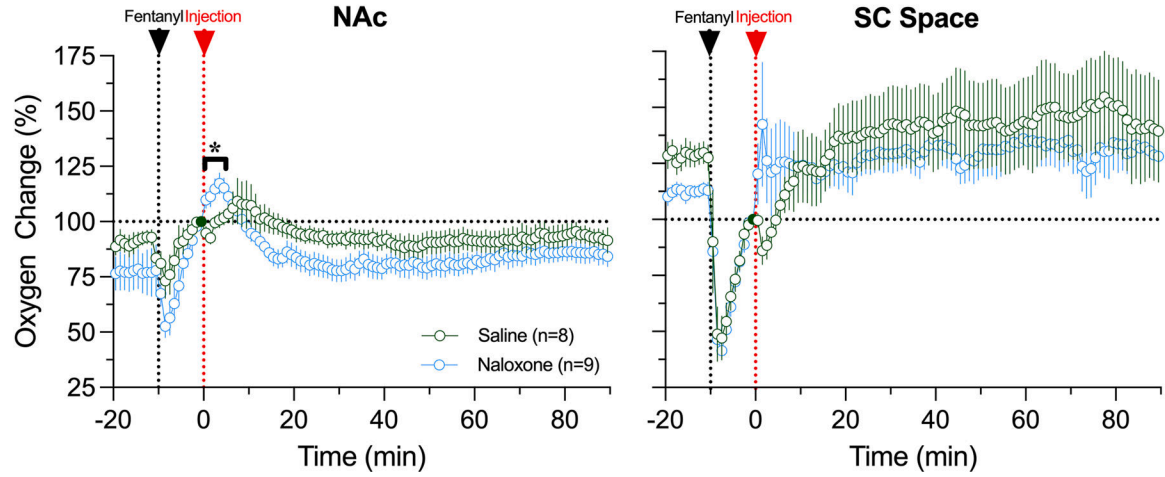 NAc
Fentanyl Injection
*
175
150
125
100
75
50
25
Oxygen Change (%)
Saline (n=8)
Naloxone (n=9)
-20 0 20 40 60 80
Time (min)
SC Space
Fentanyl Injection
-20 0 20 40 60 80
Time (min)